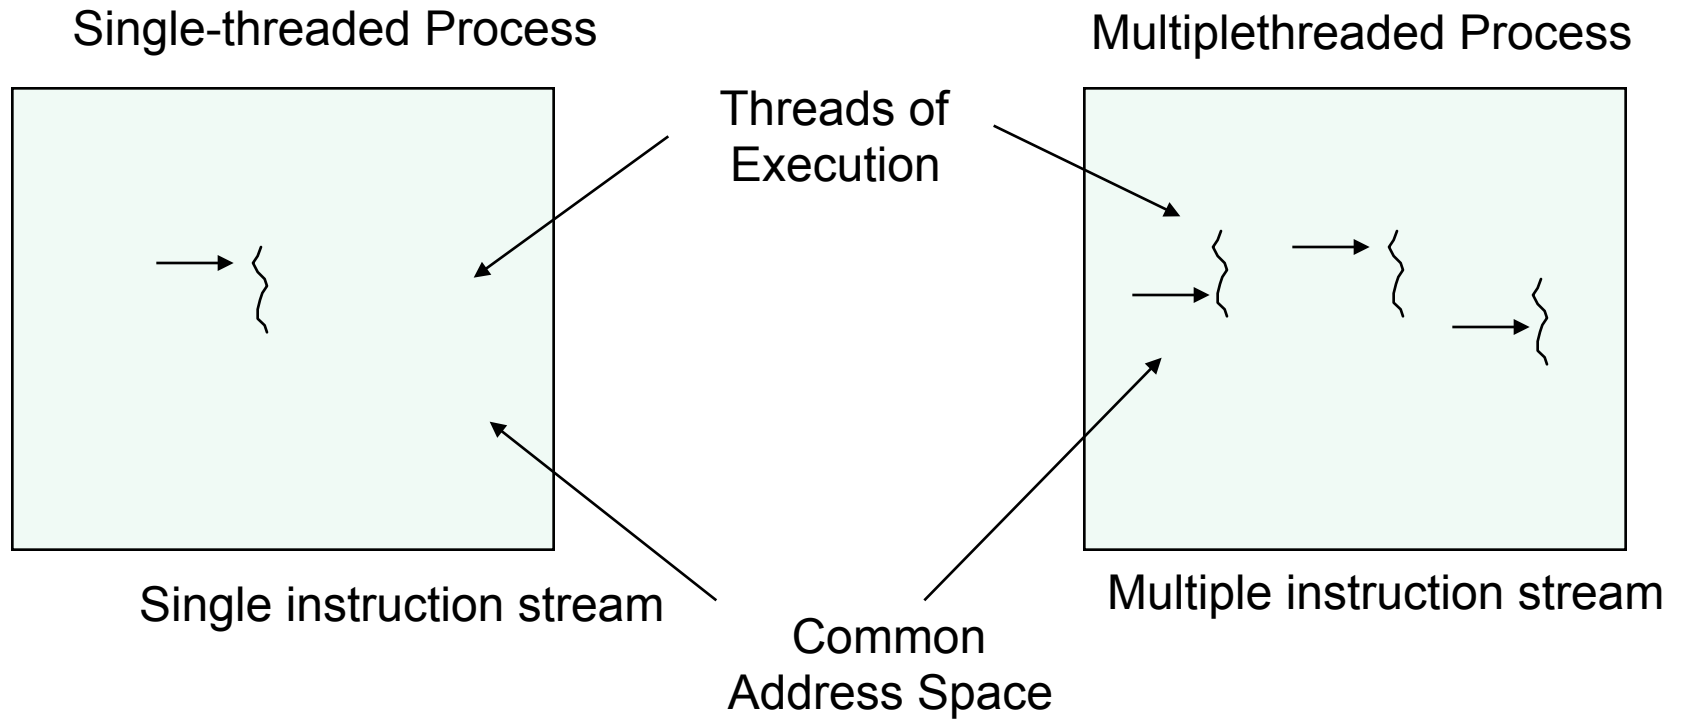 Single-threaded Process
Multiplethreaded Process
Threads of
Execution
Single instruction stream
Multiple instruction stream
Common
Address Space